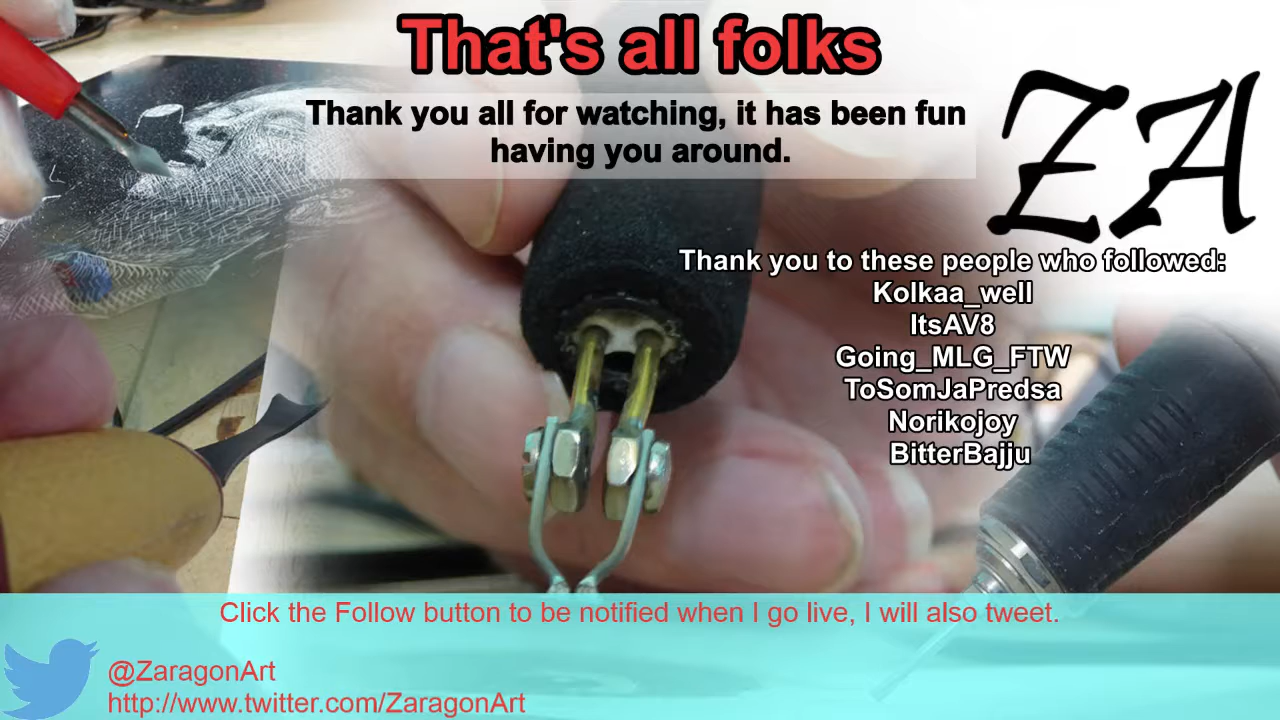 That's all folks
Thank you all for watching, it has been fun
having you around.
ZA
Thank you to these people who followed:
Kolkaa_well
ItsAV8
Going_MLG_FTW
ToSomJaPredsa
Norikojoy
BitterBajju
Click the Follow button to be notified when I go live, I will also tweet.
@ZaragonArt
http://www.twitter.com/ZaragonArt